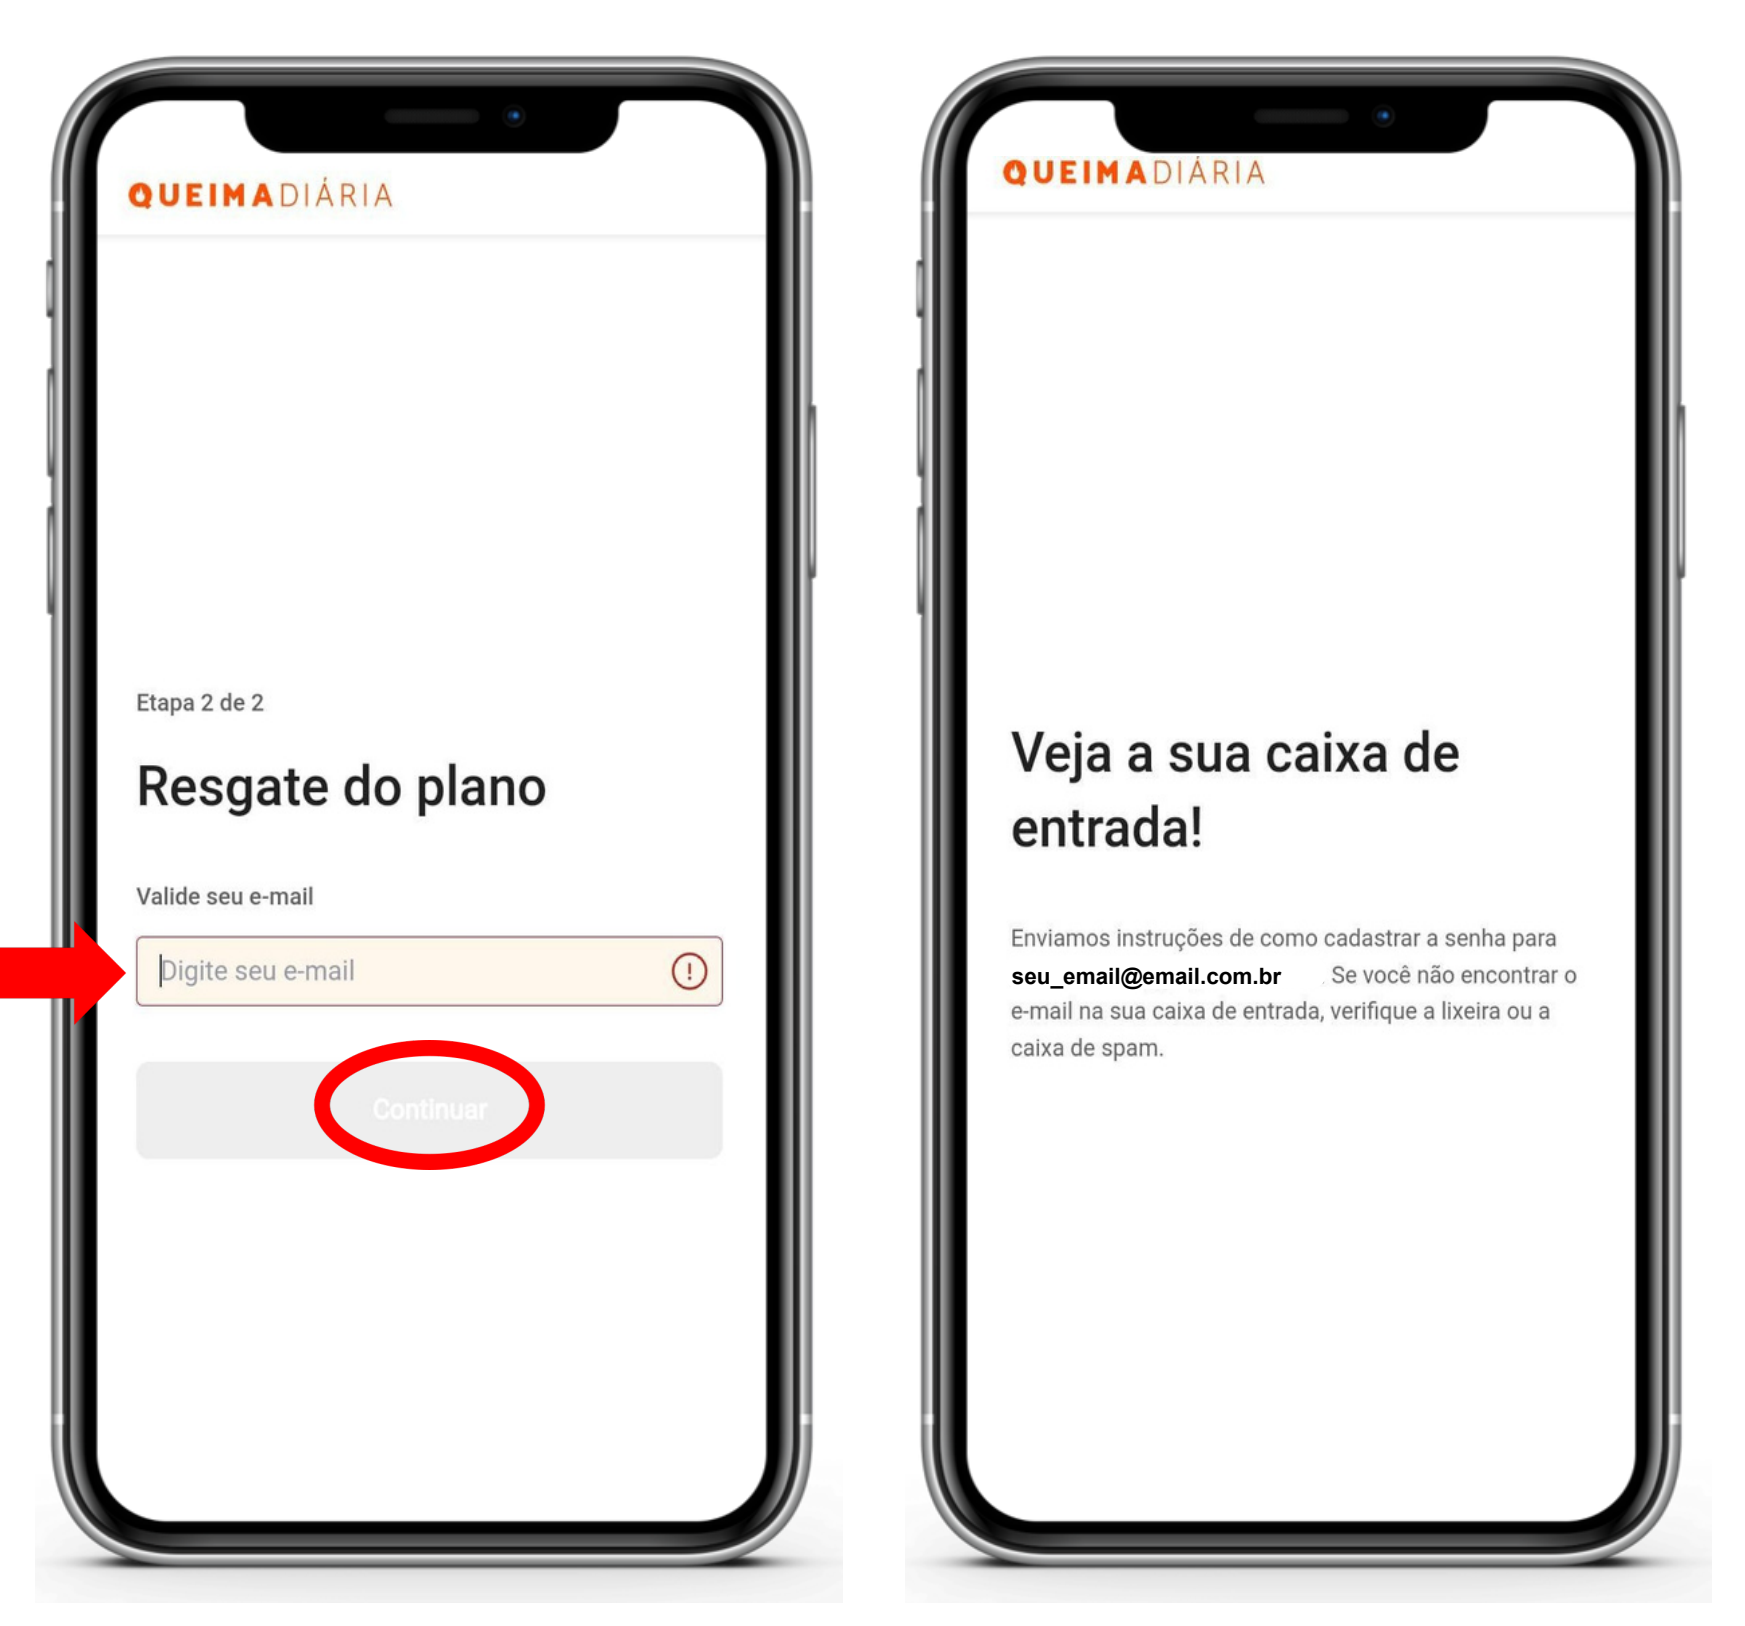 QUEIMADIÁRIA
Etapa 2 de 2
Resgate do plano
Valide seu e-mail
Digite seu e-mail
Continuar
QUEIMADIÁRIA
Veja a sua caixa de
entrada!
Enviamos instruções de como cadastrar a senha para
seu_email@email.com.br . Se você não encontrar o
e-mail na sua caixa de entrada, verifique a lixeira ou a
caixa de spam.